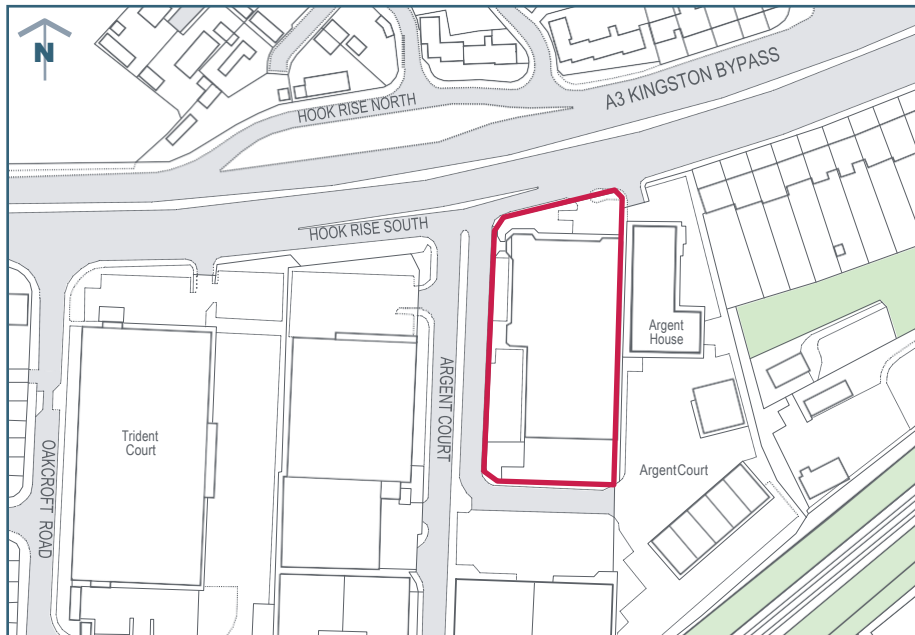 N
HOOK RISE NORTH
A3 KINGSTON BYPASS
HOOK RISE SOUTH
Argent
House
ARGENT COURT
Trident
Court
OAKCROFT ROAD
ArgentCourt